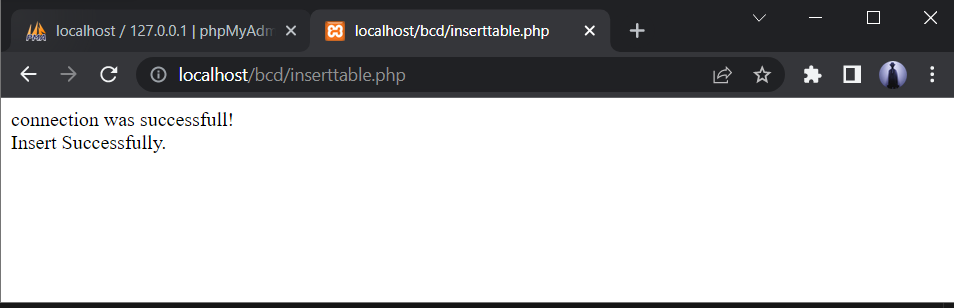 localhost / 127.0.0.1 | phpMyAdm
localhost/bcd/inserttable.php
localhost/bcd/inserttable.php
connection was successfull!
Insert Successfully.